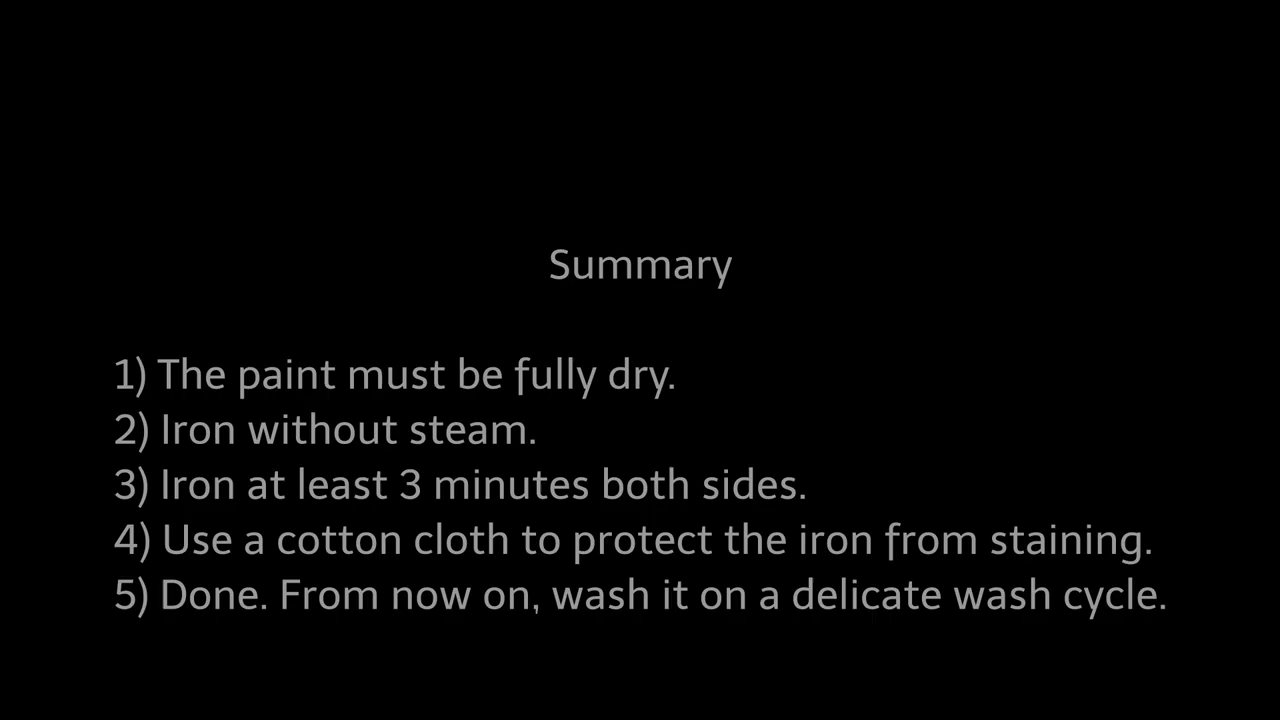 Summary
1) The paint must be fully dry.
2) Iron without steam.
3) Iron at least 3 minutes both sides.
4) Use a cotton cloth to protect the iron from staining.
5) Done. From now on, wash it on a delicate wash cycle.